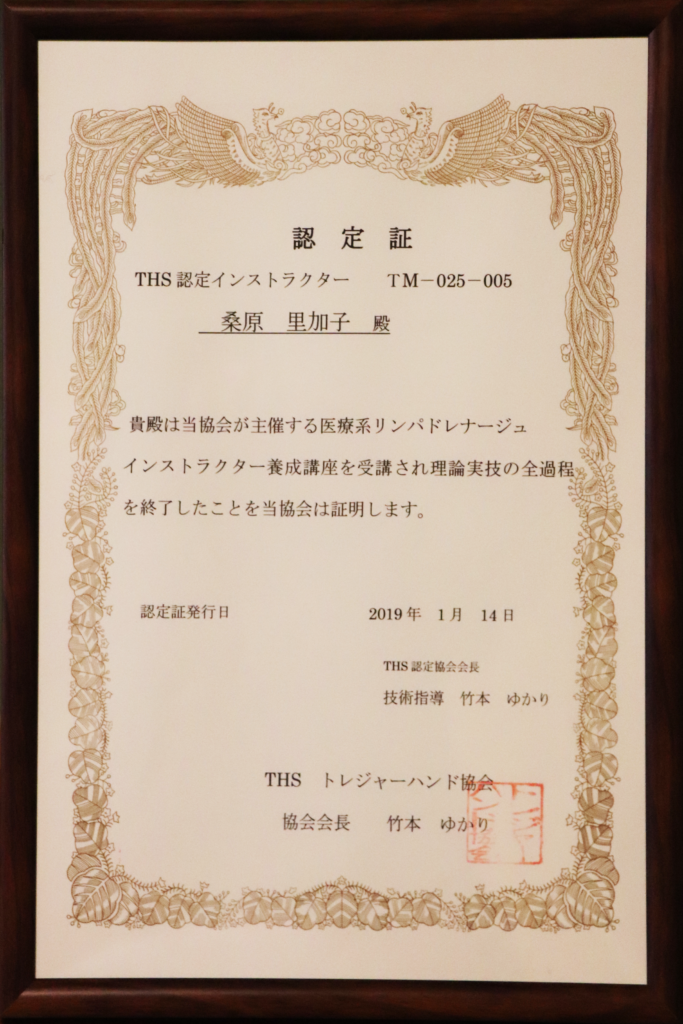 認定証
THS 認定インストラクター　TM－025－005
桑原　里加子　殿
貴殿は当協会が主催する医療系リンパドレナージュ
インストラクター養成講座を受講され理論実技の全過程
を終了したことを当協会は証明します。
認定証発行日　2019 年　1 月　14 日
THS 認定協会会長
技術指導　竹本　ゆかり
THS　トレジャーハンド協会
協会会長　竹本　ゆかり